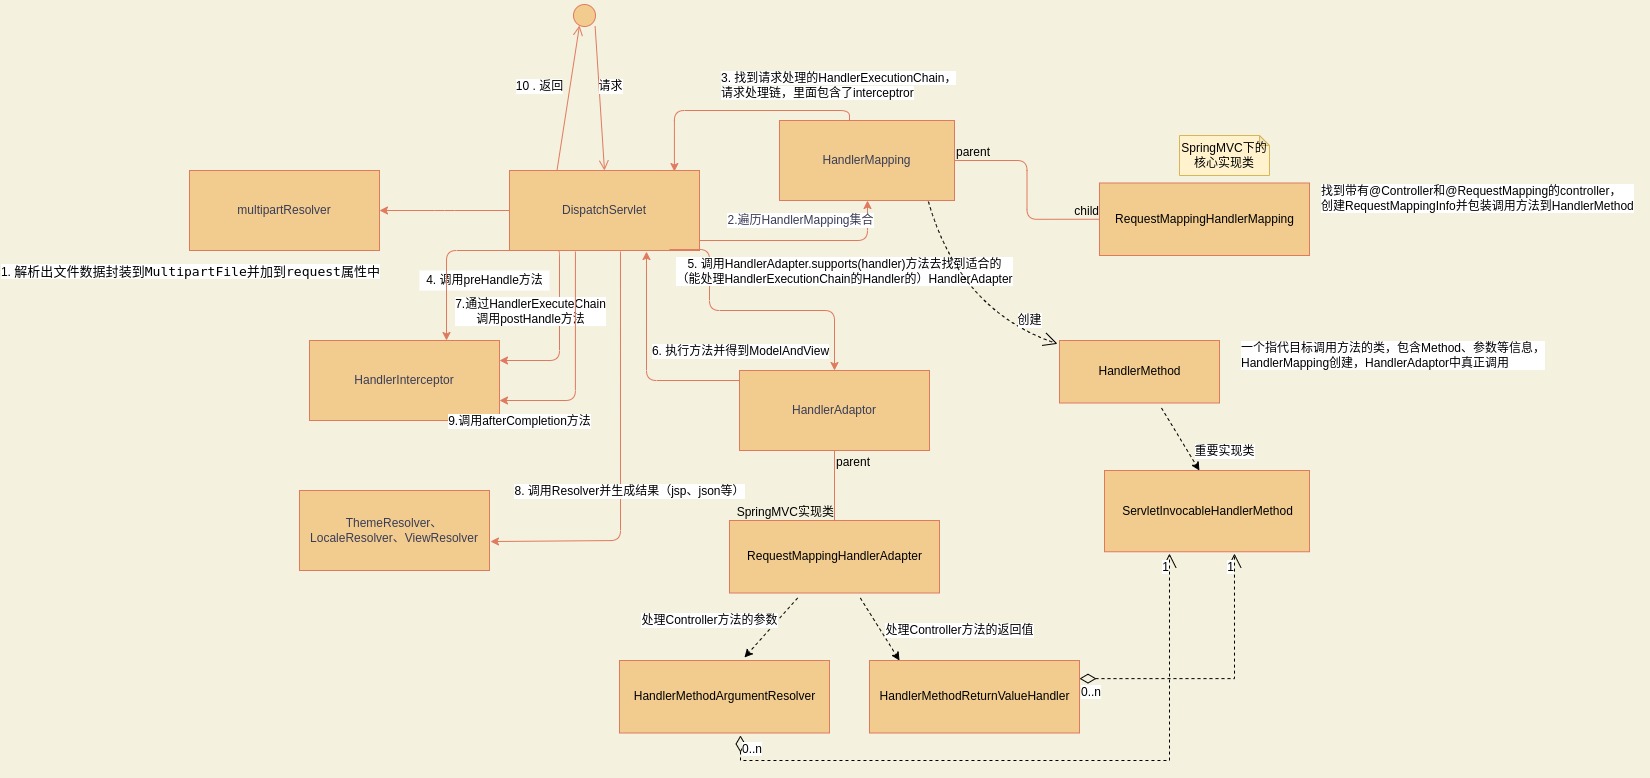 10 . 返回
请求
3. 找到请求处理的HandlerExecutionChain，
请求处理链，里面包含了interceptror
HandlerMapping
parent
SpringMVC下的
核心实现类
multipartResolver
DispatchServlet
2.遍历HandlerMapping集合
child
RequestMappingHandlerMapping
找到带有@Controller和@RequestMapping的controller，
创建RequestMappingInfo并包装调用方法到HandlerMethod
1. 解析出文件数据封装到MultipartFile并加到request属性中
4. 调用preHandle方法
5. 调用HandlerAdapter.supports(handler)方法去找到适合的
（能处理HandlerExecutionChain的Handler的）HandlerAdapter
7.通过HandlerExecuteChain
调用postHandle方法
创建
6. 执行方法并得到ModelAndView
HandlerInterceptor
HandlerAdaptor
HandlerMethod
一个指代目标调用方法的类，包含Method、参数等信息，
HandlerMapping创建，HandlerAdaptor中真正调用
9.调用afterCompletion方法
parent
重要实现类
8. 调用Resolver并生成结果（jsp、json等）
SpringMVC实现类
ThemeResolver、
LocaleResolver、ViewResolver
RequestMappingHandlerAdapter
ServletInvocableHandlerMethod
1
1
处理Controller方法的参数
处理Controller方法的返回值
HandlerMethodArgumentResolver
HandlerMethodReturnValueHandler
0..n
0..n